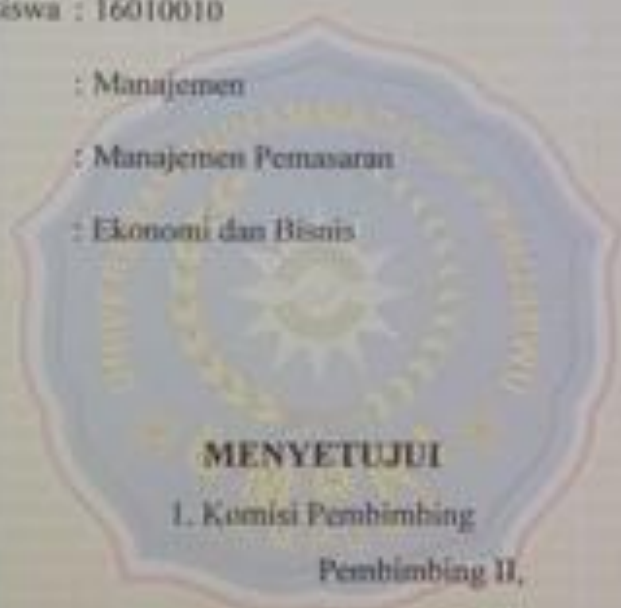 iswa : 16010010
: Manajemen
: Manajemen Pemasaran
: Ekonomi dan Bisnis
MENYETUJUI
1. Komisi Pembimbing
Pembimbing II,